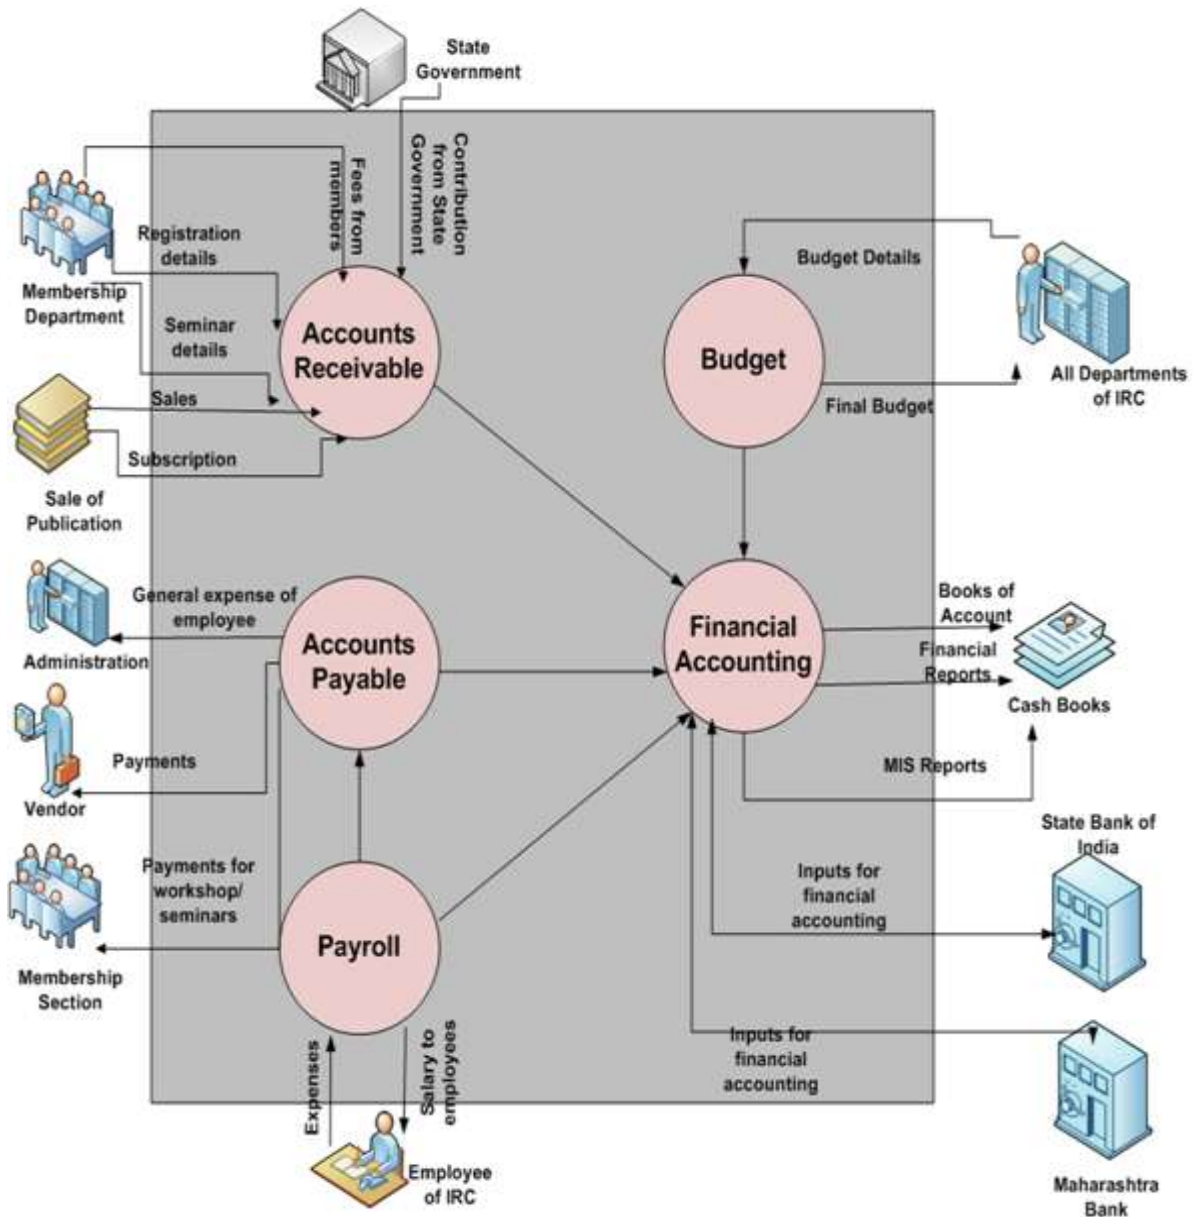 State
Government
Fees from
members
Contribution
from State
Government
Registration
details
Membership
Department
Seminar
details
Accounts
Receivable
Sales
Subscription
Sale of
Publication
Budget Details
Budget
Final Budget
All Departments
of IRC
General expense of
employee
Administration
Accounts
Payable
Financial
Accounting
Books of
Account
Financial
Reports
Cash Books
Payments
Vendor
MIS Reports
Payments for
workshop/
seminars
Membership
Section
Payroll
State Bank of
India
Inputs for
financial
accounting
Inputs for
financial
accounting
Expenses
Salary to
employees
Employee
of IRC
Maharashtra
Bank